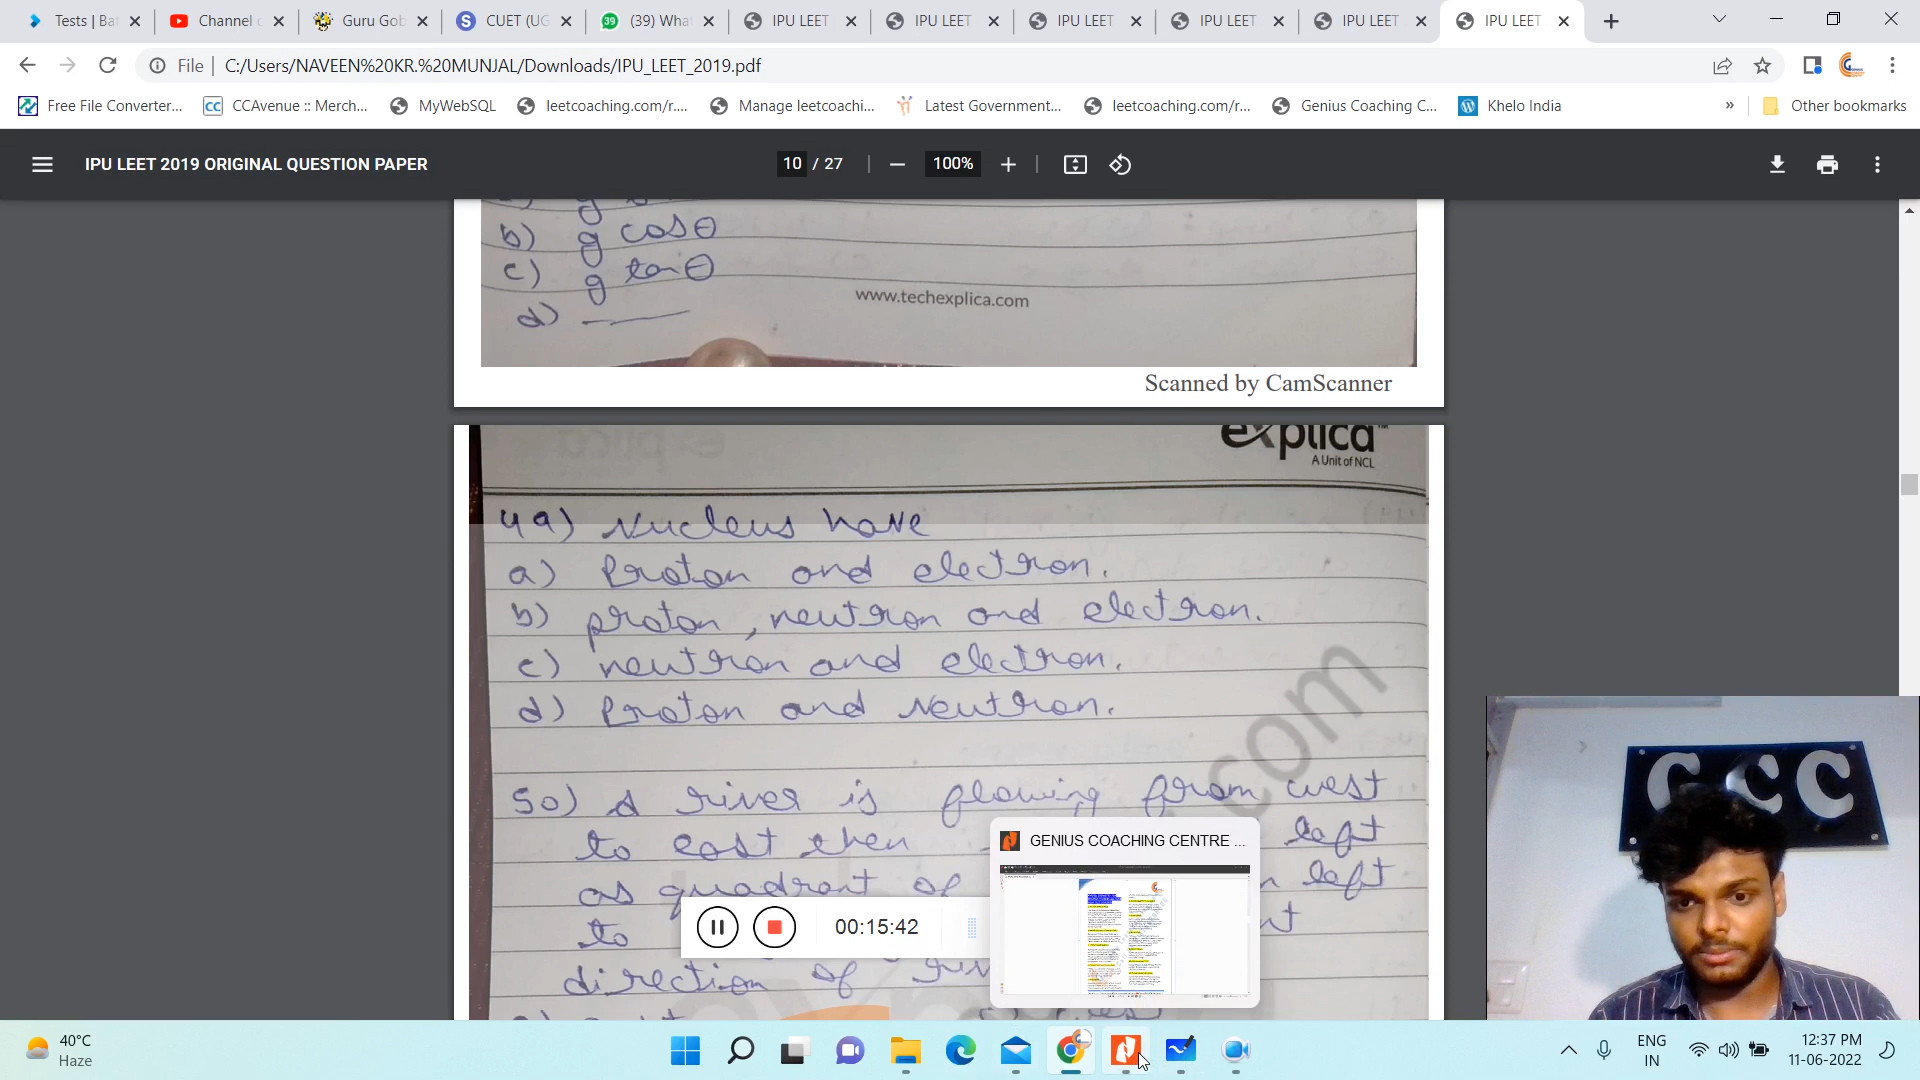 Tests | Ba
Channel
Guru Gob
CUET (UG
(39) Wha
IPU LEET
IPU LEET
IPU LEET
IPU LEET
IPU LEET
IPU LEET
File
C:/Users/NAVEEN%20KR.%20MUNJAL/Downloads/IPU_LEET_2019.pdf
Free File Converter...
CCAvenue :: Merch...
MyWebSQL
leetcoaching.com/r....
Manage leetcoachi...
Latest Government...
leetcoaching.com/r...
Genius Coaching C...
Khelo India
»
Other bookmarks
IPU LEET 2019 ORIGINAL QUESTION PAPER
10 / 27
100%
b) g cosθ
c) g tanθ
d)
www.techexplica.com
Scanned by CamScanner
explica™
A Unit of NCL
49) Nucleus have
a) Proton and electron.
b) proton, neutron and electron.
c) neutron and electron.
d) Proton and Neutron.
.com
50) A river is flowing from west
to east then left
as quadrant of left
to
direction of
GENIUS COACHING CENTRE ...
00:15:42
GCC
40°C
Haze
ENG
IN
12:37 PM
11-06-2022